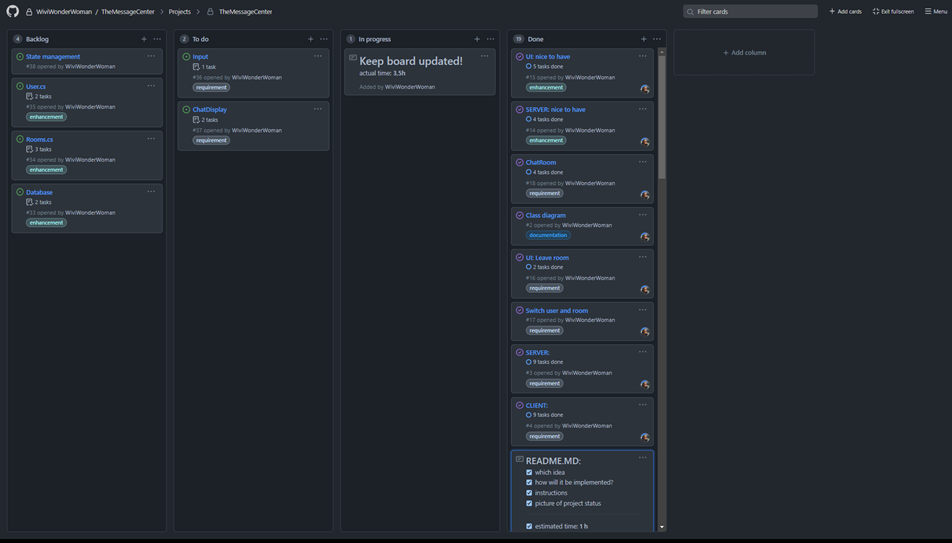 WiviWonderWoman / TheMessageCenter Projects TheMessageCenter
Filter cards
Add cards
Exit fullscreen
Menu
4 Backlog
State management
#38 opened by WiviWonderWoman
User.cs
2 tasks
#35 opened by WiviWonderWoman
enhancement
Rooms.cs
3 tasks
#34 opened by WiviWonderWoman
enhancement
Database
2 tasks
#33 opened by WiviWonderWoman
enhancement
2 To do
Input
1 task
#36 opened by WiviWonderWoman
requirement
ChatDisplay
2 tasks
#37 opened by WiviWonderWoman
requirement
1 In progress
Keep board updated!
actual time: 3,5h
Added by WiviWonderWoman
19 Done
UI: nice to have
5 tasks done
#15 opened by WiviWonderWoman
enhancement
SERVER: nice to have
4 tasks done
#14 opened by WiviWonderWoman
enhancement
ChatRoom
4 tasks done
#18 opened by WiviWonderWoman
requirement
Class diagram
#2 opened by WiviWonderWoman
documentation
UI: Leave room
2 tasks done
#16 opened by WiviWonderWoman
requirement
Switch user and room
#17 opened by WiviWonderWoman
requirement
SERVER:
9 tasks done
#3 opened by WiviWonderWoman
requirement
CLIENT:
9 tasks done
#4 opened by WiviWonderWoman
requirement
README.MD:
which idea
how will it be implemented?
instructions
picture of project status
estimated time: 1 h
Add column